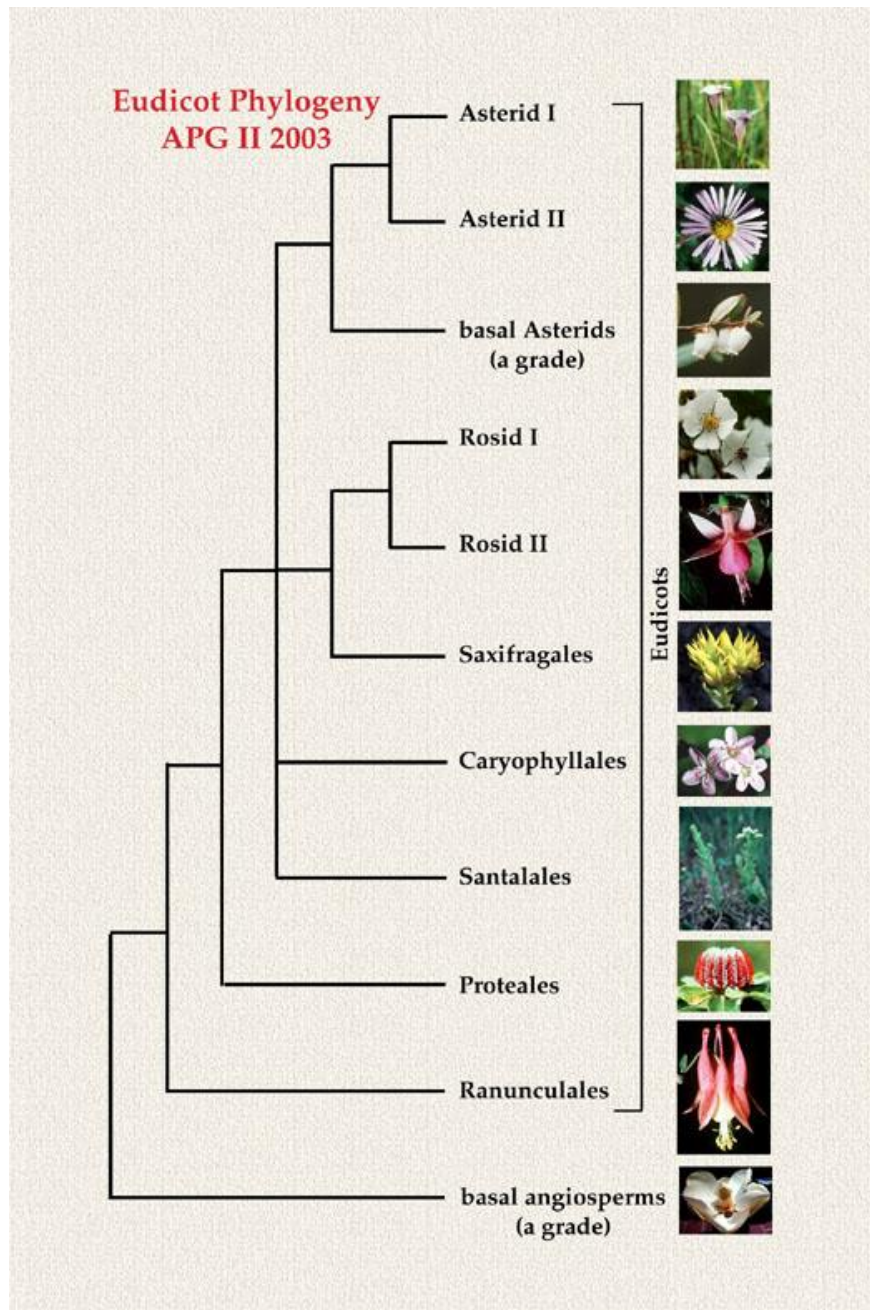 Eudicot Phylogeny
APG II 2003
Asterid I
Asterid II
basal Asterids
(a grade)
Rosid I
Rosid II
Saxifragales
Caryophyllales
Santalales
Proteales
Ranunculales
basal angiosperms
(a grade)
Eudicots